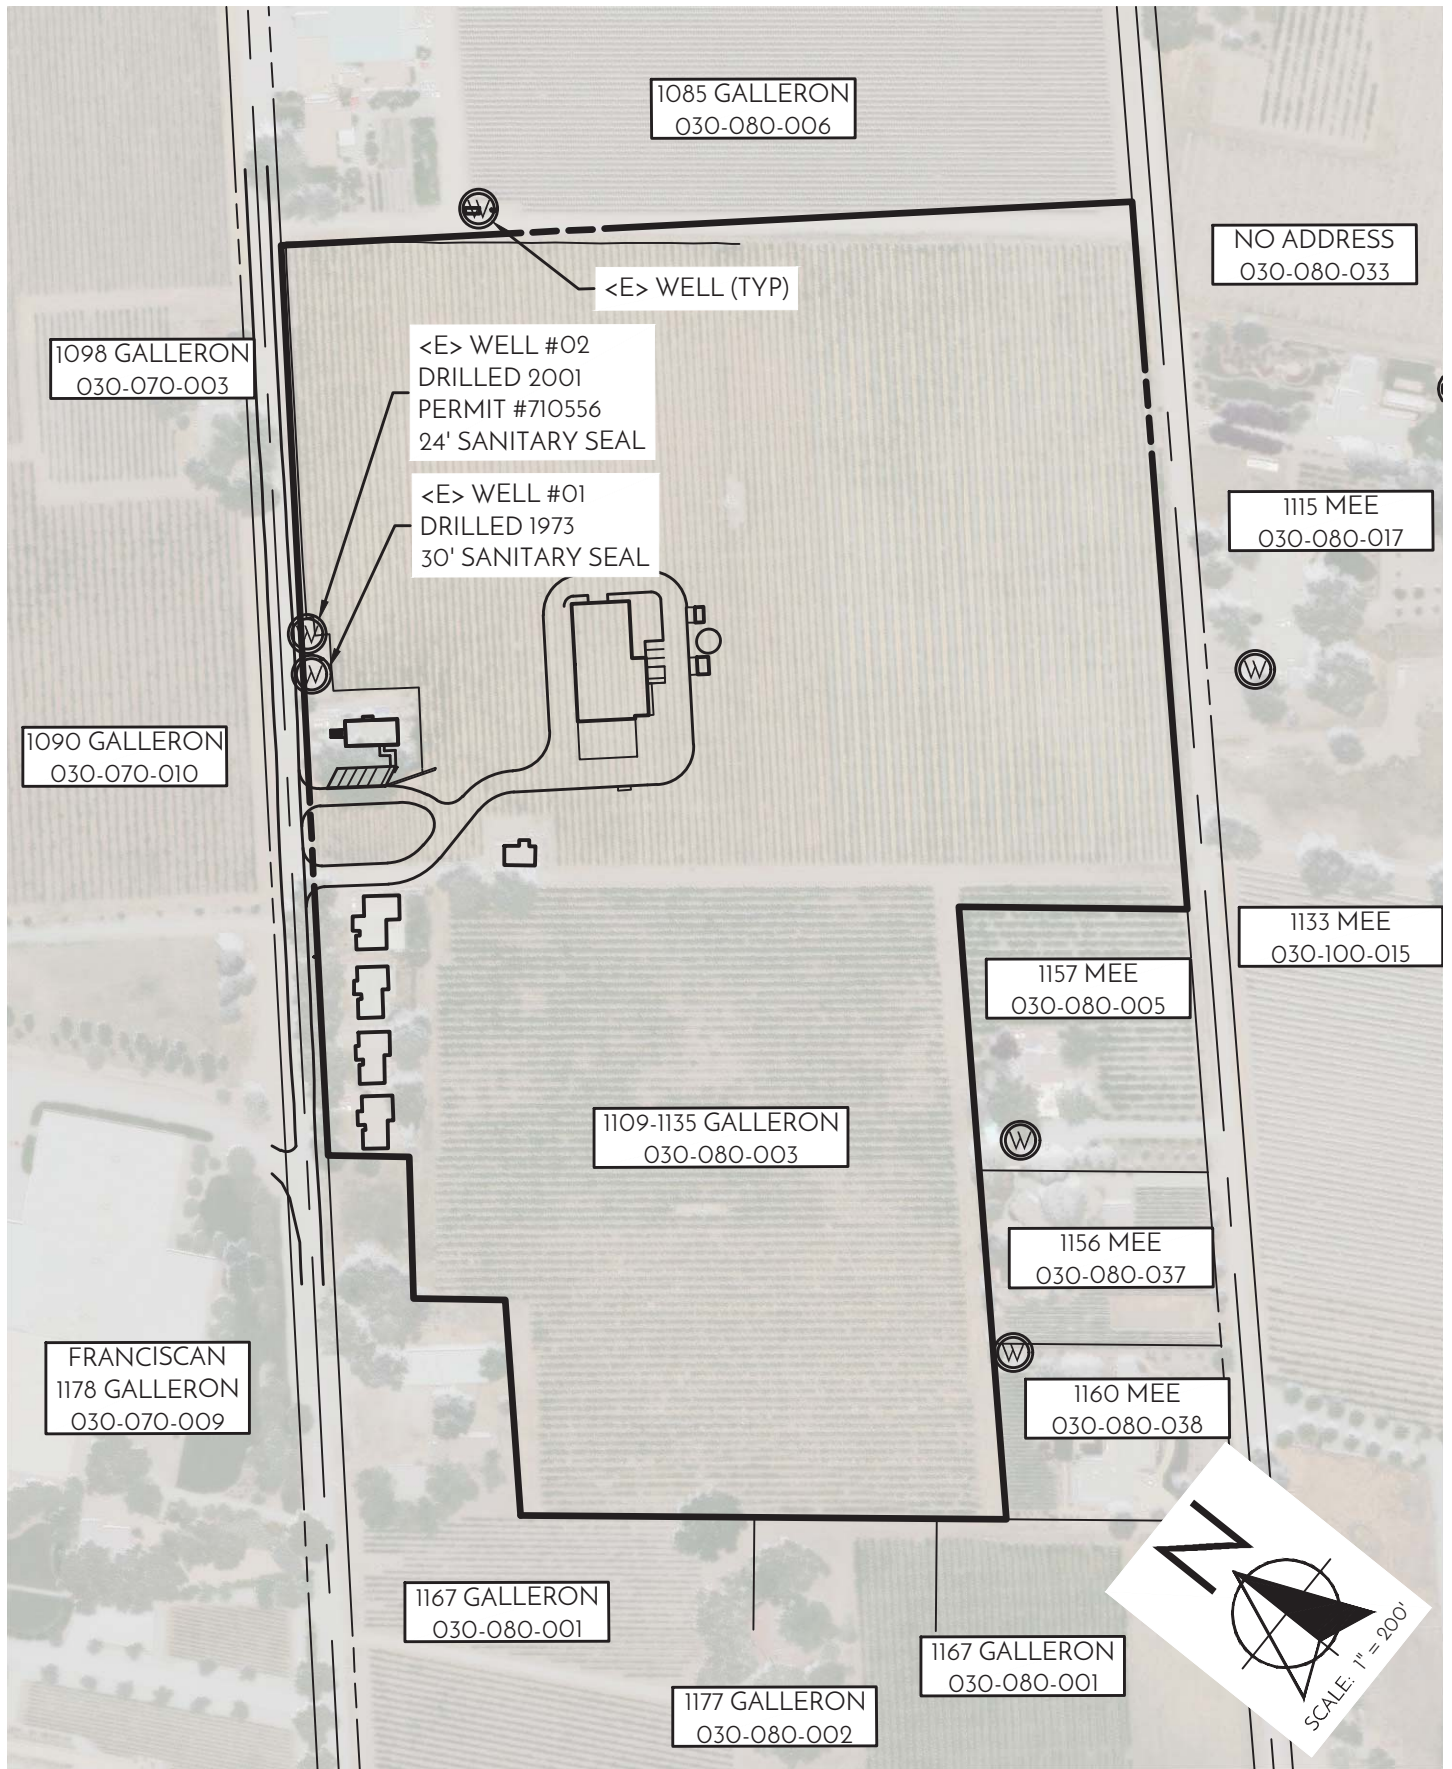 1085 GALLERON
030-080-006
W
NO ADDRESS
030-080-033
<E> WELL (TYP)
1098 GALLERON
030-070-003
<E> WELL #02
DRILLED 2001
PERMIT #710556
24' SANITARY SEAL
<E> WELL #01
DRILLED 1973
30' SANITARY SEAL
1115 MEE
030-080-017
W
W
W
1090 GALLERON
030-070-010
1133 MEE
030-100-015
1157 MEE
030-080-005
1109-1135 GALLERON
030-080-003
W
1156 MEE
030-080-037
W
FRANCISCAN
1178 GALLERON
030-070-009
1160 MEE
030-080-038
N
SCALE: 1" = 200'
1167 GALLERON
030-080-001
1167 GALLERON
030-080-001
1177 GALLERON
030-080-002